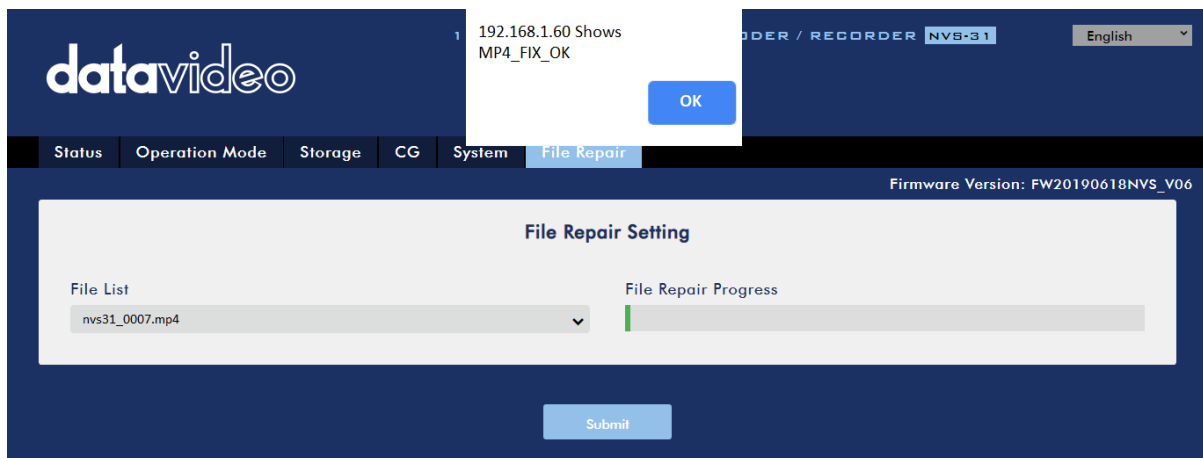 192.168.1.60 Shows
MP4_FIX_OK
OK
datavideo
1
DER / RECORDER NVS-31
English
Status Operation Mode Storage CG System File Repair
Firmware Version: FW20190618NVS_V06
File Repair Setting
File List
File Repair Progress
nvs31_0007.mp4
Submit